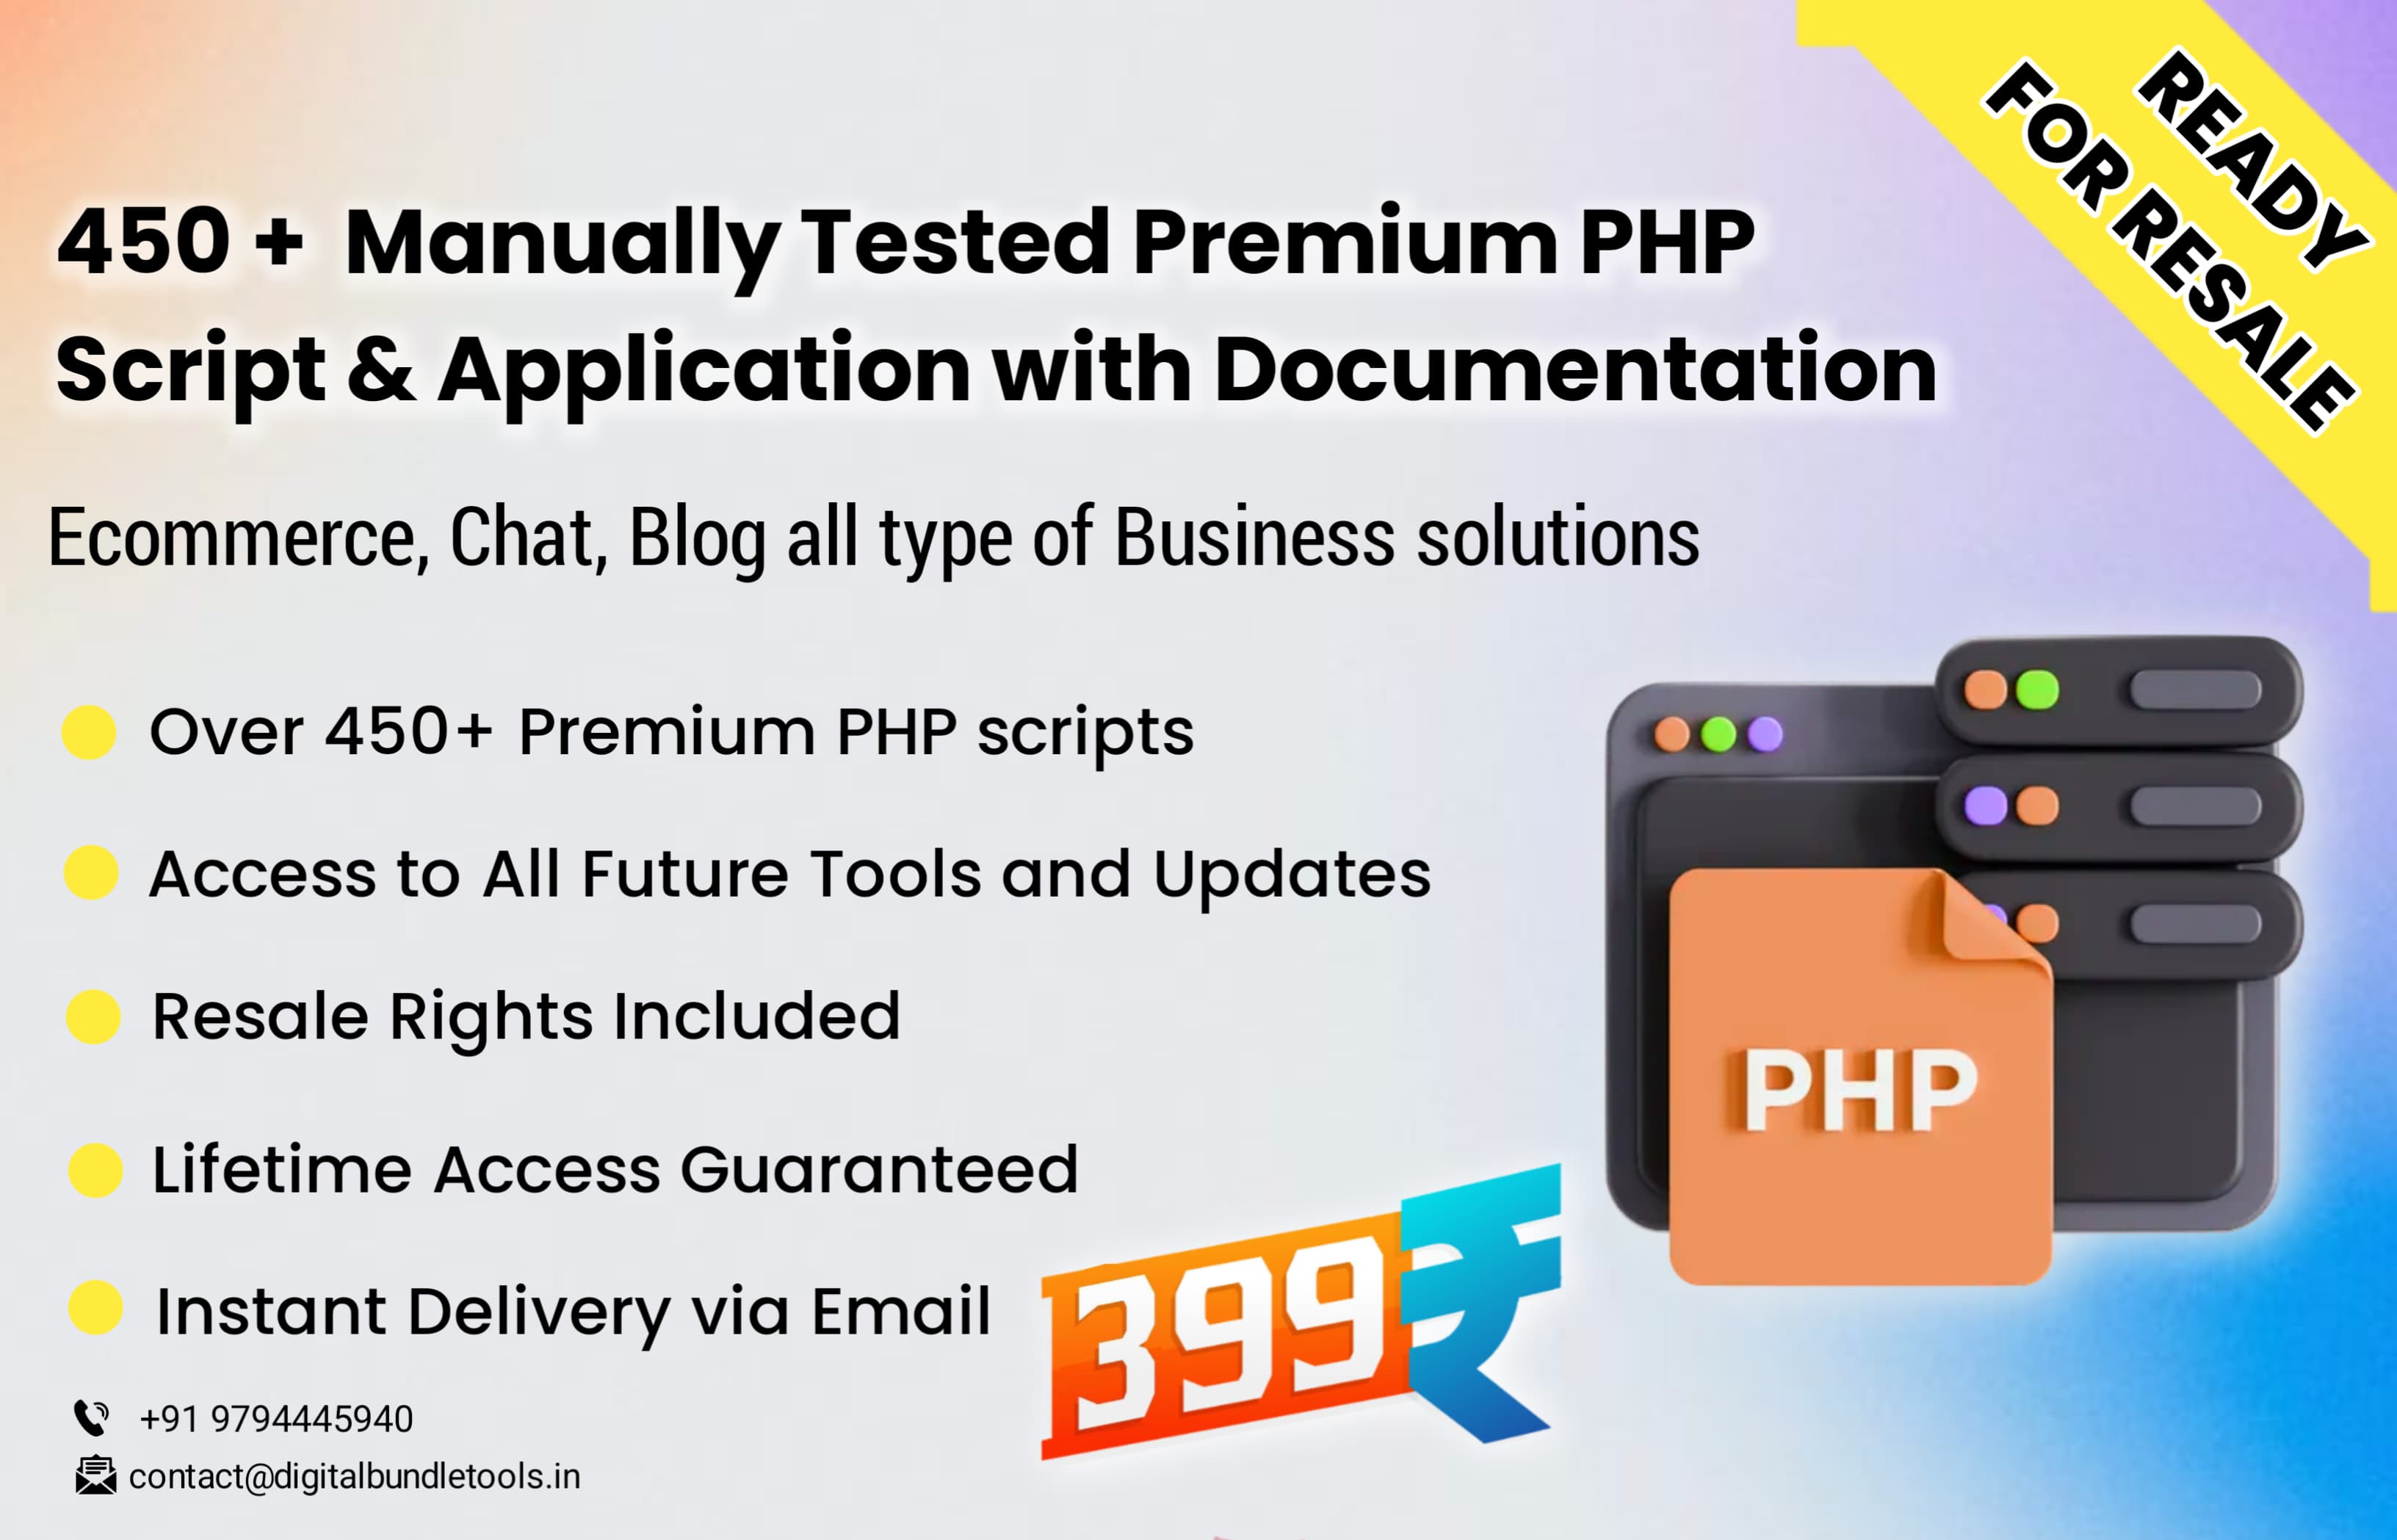 READY
FOR RESALE
450 + Manually Tested Premium PHP
Script & Application with Documentation
Ecommerce, Chat, Blog all type of Business solutions
Over 450+ Premium PHP scripts
Access to All Future Tools and Updates
Resale Rights Included
Lifetime Access Guaranteed
Instant Delivery via Email
399₹
PHP
+91 9794445940
contact@digitalbundletools.in